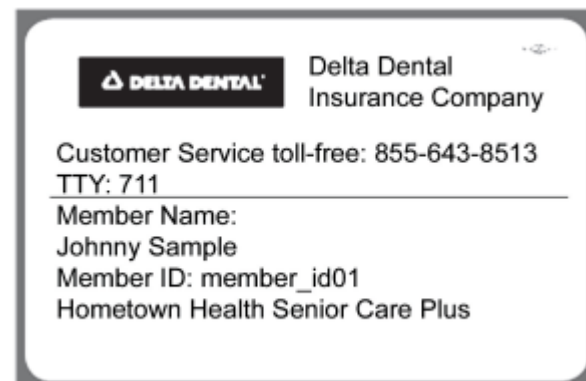 DELTA DENTAL
Delta Dental
Insurance Company
Customer Service toll-free: 855-643-8513
TTY: 711
Member Name:
Johnny Sample
Member ID: member_id01
Hometown Health Senior Care Plus